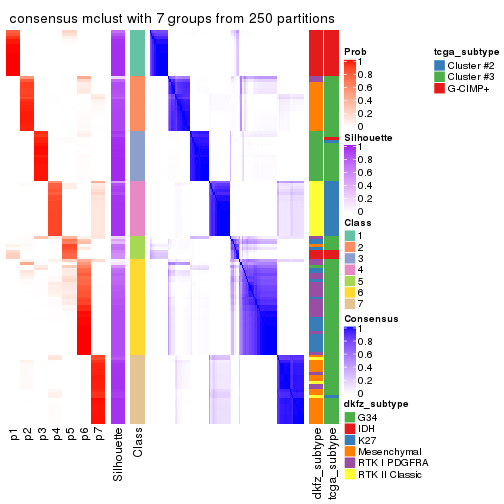 consensus mclust with 7 groups from 250 partitions
p1
p2
p3
p4
p5
p6
p7
Silhouette
Class
dkfz_subtype
tcga_subtype
Prob
1
0.8
0.6
0.4
0.2
0
Silhouette
1
0.8
0.6
0.4
0.2
0
Class
1
2
3
4
5
6
7
Consensus
1
0.8
0.6
0.4
0.2
0
dkfz_subtype
G34
IDH
K27
Mesenchymal
RTK I PDGFRA
RTK II Classic
tcga_subtype
Cluster #2
Cluster #3
G-CIMP+